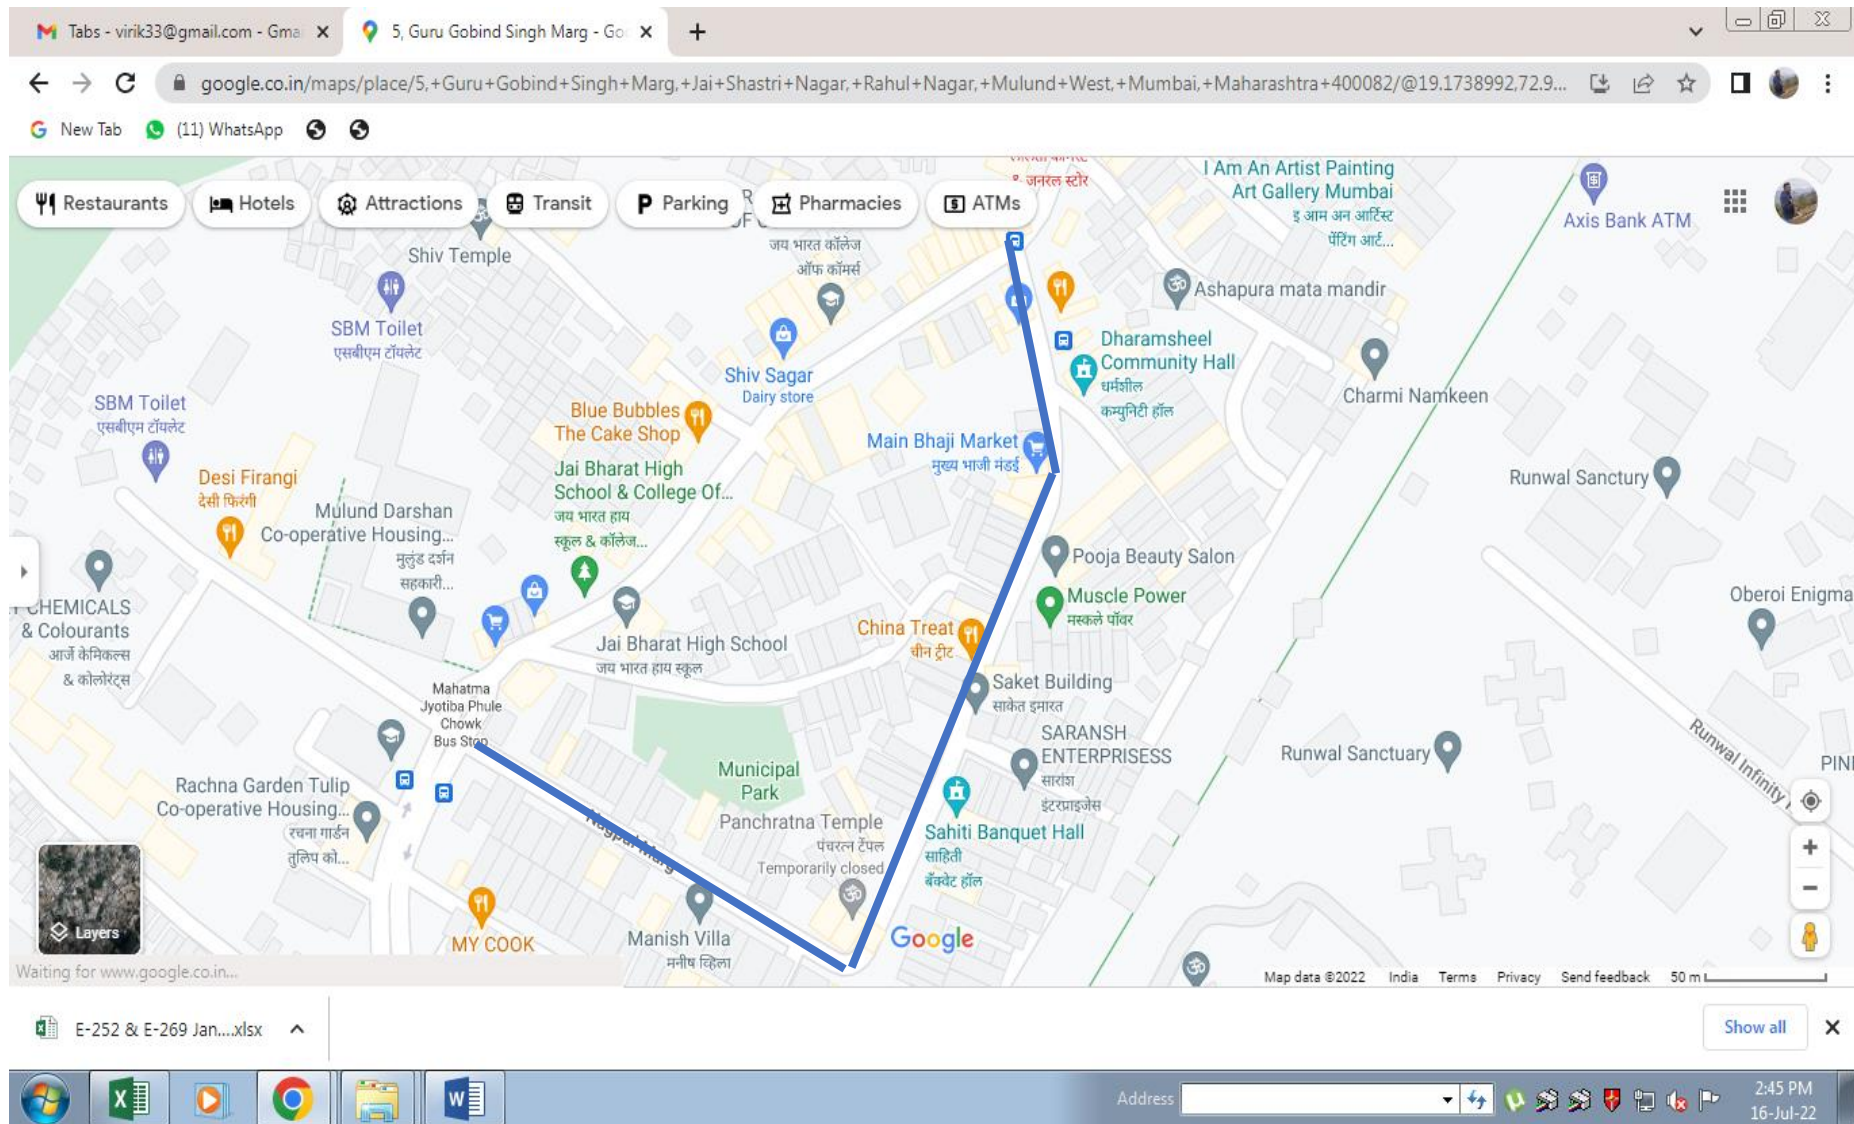 Tabs - virik33@gmail.com - Gma
5, Guru Gobind Singh Marg - Goo
google.co.in/maps/place/5,+Guru+Gobind+Singh+Marg,+Jai+Shastri+Nagar,+Rahul+Nagar,+Mulund+West,+Mumbai,+Maharashtra+400082/@19.1738992,72.9...
New Tab
(11) WhatsApp
Restaurants
Hotels
Attractions
Transit
Parking
Pharmacies
ATMs
& जनरल स्टोर
I Am An Artist Painting
Art Gallery Mumbai
इ आम अन आर्टिस्ट
पेंटिंग आर्ट...
Axis Bank ATM
Shiv Temple
जय भारत कॉलेज
ऑफ कॉमर्स
Ashapura mata mandir
SBM Toilet
एसबीएम टॉयलेट
Dharamsheel
Community Hall
धर्मशील
कम्युनिटी हॉल
Shiv Sagar
Dairy store
Charmi Namkeen
SBM Toilet
एसबीएम टॉयलेट
Blue Bubbles
The Cake Shop
Main Bhaji Market
मुख्य भाजी मंडई
Desi Firangi
देसी फिरंगी
Jai Bharat High
School & College Of...
जय भारत हाय
स्कूल & कॉलेज...
Runwal Sanctury
Mulund Darshan
Co-operative Housing...
मुलुंड दर्शन
सहकारी...
Pooja Beauty Salon
Muscle Power
मस्कले पॉवर
CHEMICALS
& Colourants
आर्जे केमिकल्स
& कोलोरंट्स
Oberoi Enigma
China Treat
चीन ट्रीट
Jai Bharat High School
जय भारत हाय स्कूल
Saket Building
साकेत इमारत
Mahatma
Jyotiba Phule
Chowk
Bus Stop
SARANSH
ENTERPRISESS
सारांश
इंटरप्राइजेस
Runwal Sanctuary
Runwal Infinity
PIN
Municipal
Park
Rachna Garden Tulip
Co-operative Housing...
रचना गार्डन
तुलिप को...
Nagpal Marg
Panchratna Temple
पंचरत्न टेंपल
Temporarily closed
Sahiti Banquet Hall
साहिती
बँक्वेट हॉल
Layers
MY COOK
Manish Villa
मनीष व्हिला
Google
Waiting for www.google.co.in...
Map data ©2022 India Terms Privacy Send feedback 50 m
E-252 & E-269 Jan....xlsx
Show all
Address
2:45 PM
16-Jul-22